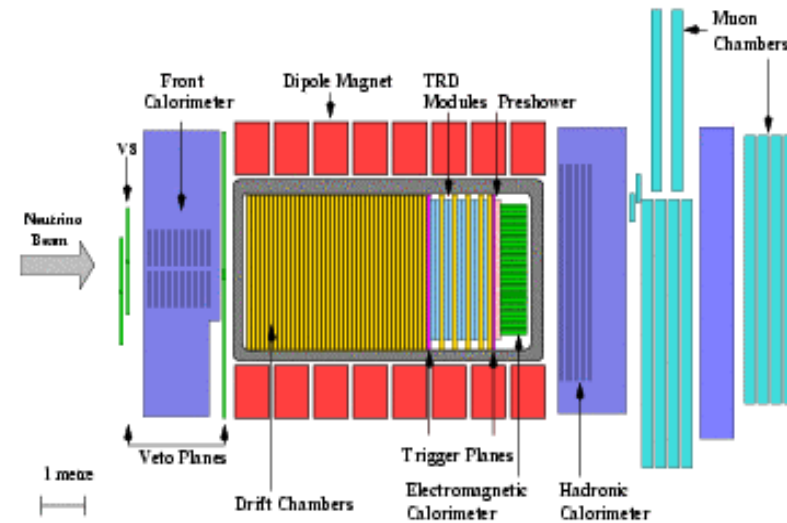 Muon
Chambers
Front
Calorimeter
Dipole Magnet
TRD
Modules
Preshower
V8
Neutrino
Beam
Veto Planes
Trigger Planes
1 metre
Drift Chambers
Electromagnetic
Calorimeter
Hadronic
Calorimeter